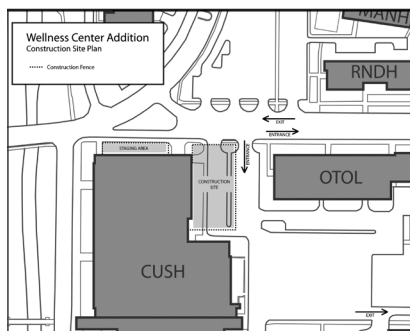 Wellness Center Addition
Construction Site Plan
Construction Fence
MANH
RNDH
EXIT
ENTRANCE
STAGING AREA
ENTRANCE
CONSTRUCTION
SITE
OTOL
CUSH
EXIT